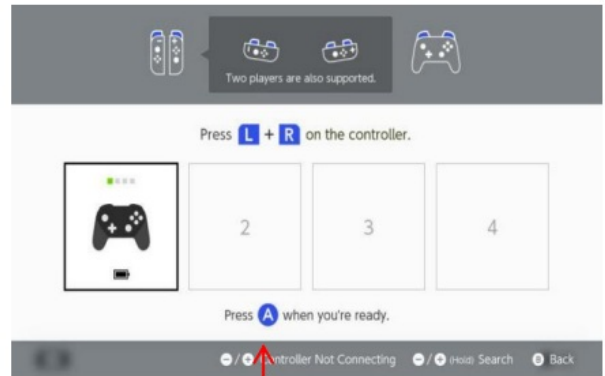 Two players are also supported.
Press L + R on the controller.
2
3
4
Press A when you're ready.
-/+ Controller Not Connecting -/+ (Hold) Search B Back